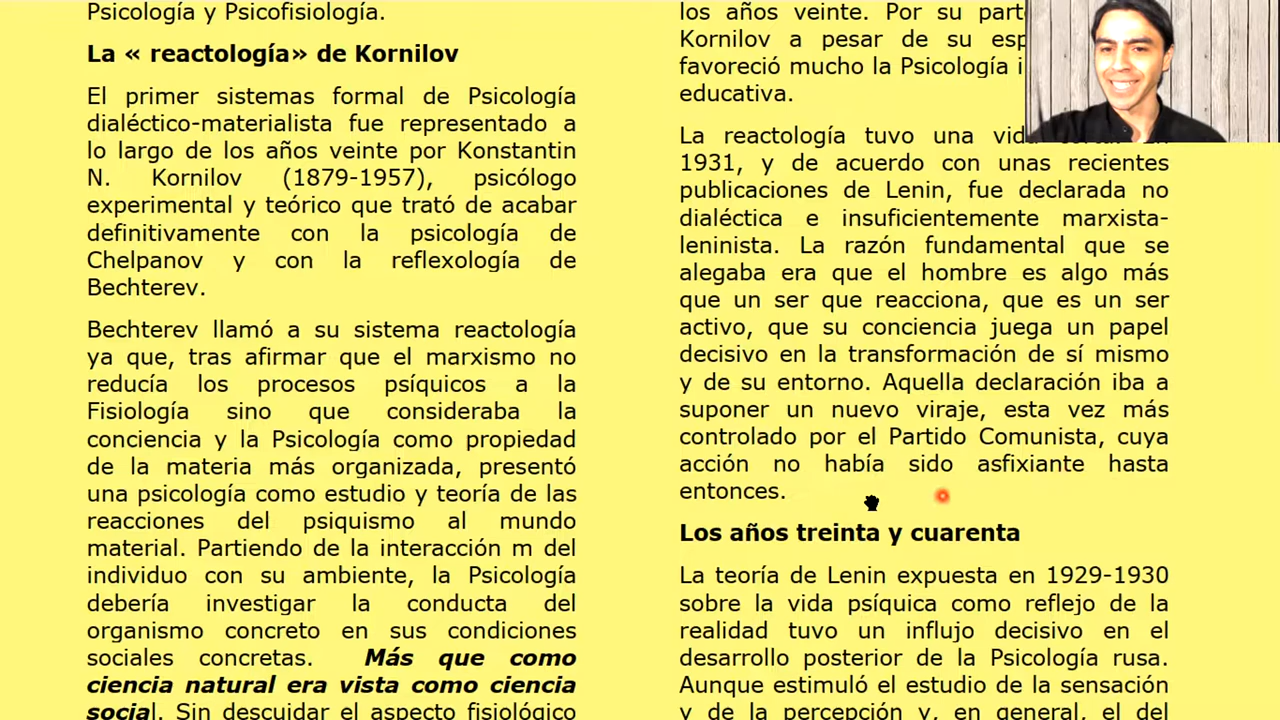 Psicología y Psicofisiología.
La « reactología» de Kornilov
El primer sistemas formal de Psicología
dialéctico-materialista fue representado a
lo largo de los años veinte por Konstantin
N. Kornilov (1879-1957), psicólogo
experimental y teórico que trató de acabar
definitivamente con la psicología de
Chelpanov y con la reflexología de
Bechterev.
Bechterev llamó a su sistema reactología
ya que, tras afirmar que el marxismo no
reducía los procesos psíquicos a la
Fisiología sino que consideraba la
conciencia y la Psicología como propiedad
de la materia más organizada, presentó
una psicología como estudio y teoría de las
reacciones del psiquismo al mundo
material. Partiendo de la interacción m del
individuo con su ambiente, la Psicología
debería investigar la conducta del
organismo concreto en sus condiciones
sociales concretas. Más que como
ciencia natural era vista como ciencia
social. Sin descuidar el aspecto fisiológico
los años veinte. Por su parte
Kornilov a pesar de su
favoreció mucho la Psicología
educativa.
La reactología tuvo una
1931, y de acuerdo con unas recientes
publicaciones de Lenin, fue declarada no
dialéctica e insuficientemente marxista-
leninista. La razón fundamental que se
alegaba era que el hombre es algo más
que un ser que reacciona, que es un ser
activo, que su conciencia juega un papel
decisivo en la transformación de sí mismo
y de su entorno. Aquella declaración iba a
suponer un nuevo viraje, esta vez más
controlado por el Partido Comunista, cuya
acción no había sido asfixiante hasta
entonces.
Los años treinta y cuarenta
La teoría de Lenin expuesta en 1929-1930
sobre la vida psíquica como reflejo de la
realidad tuvo un influjo decisivo en el
desarrollo posterior de la Psicología rusa.
Aunque estimuló el estudio de la sensación
y de la percepción y, en general, el del